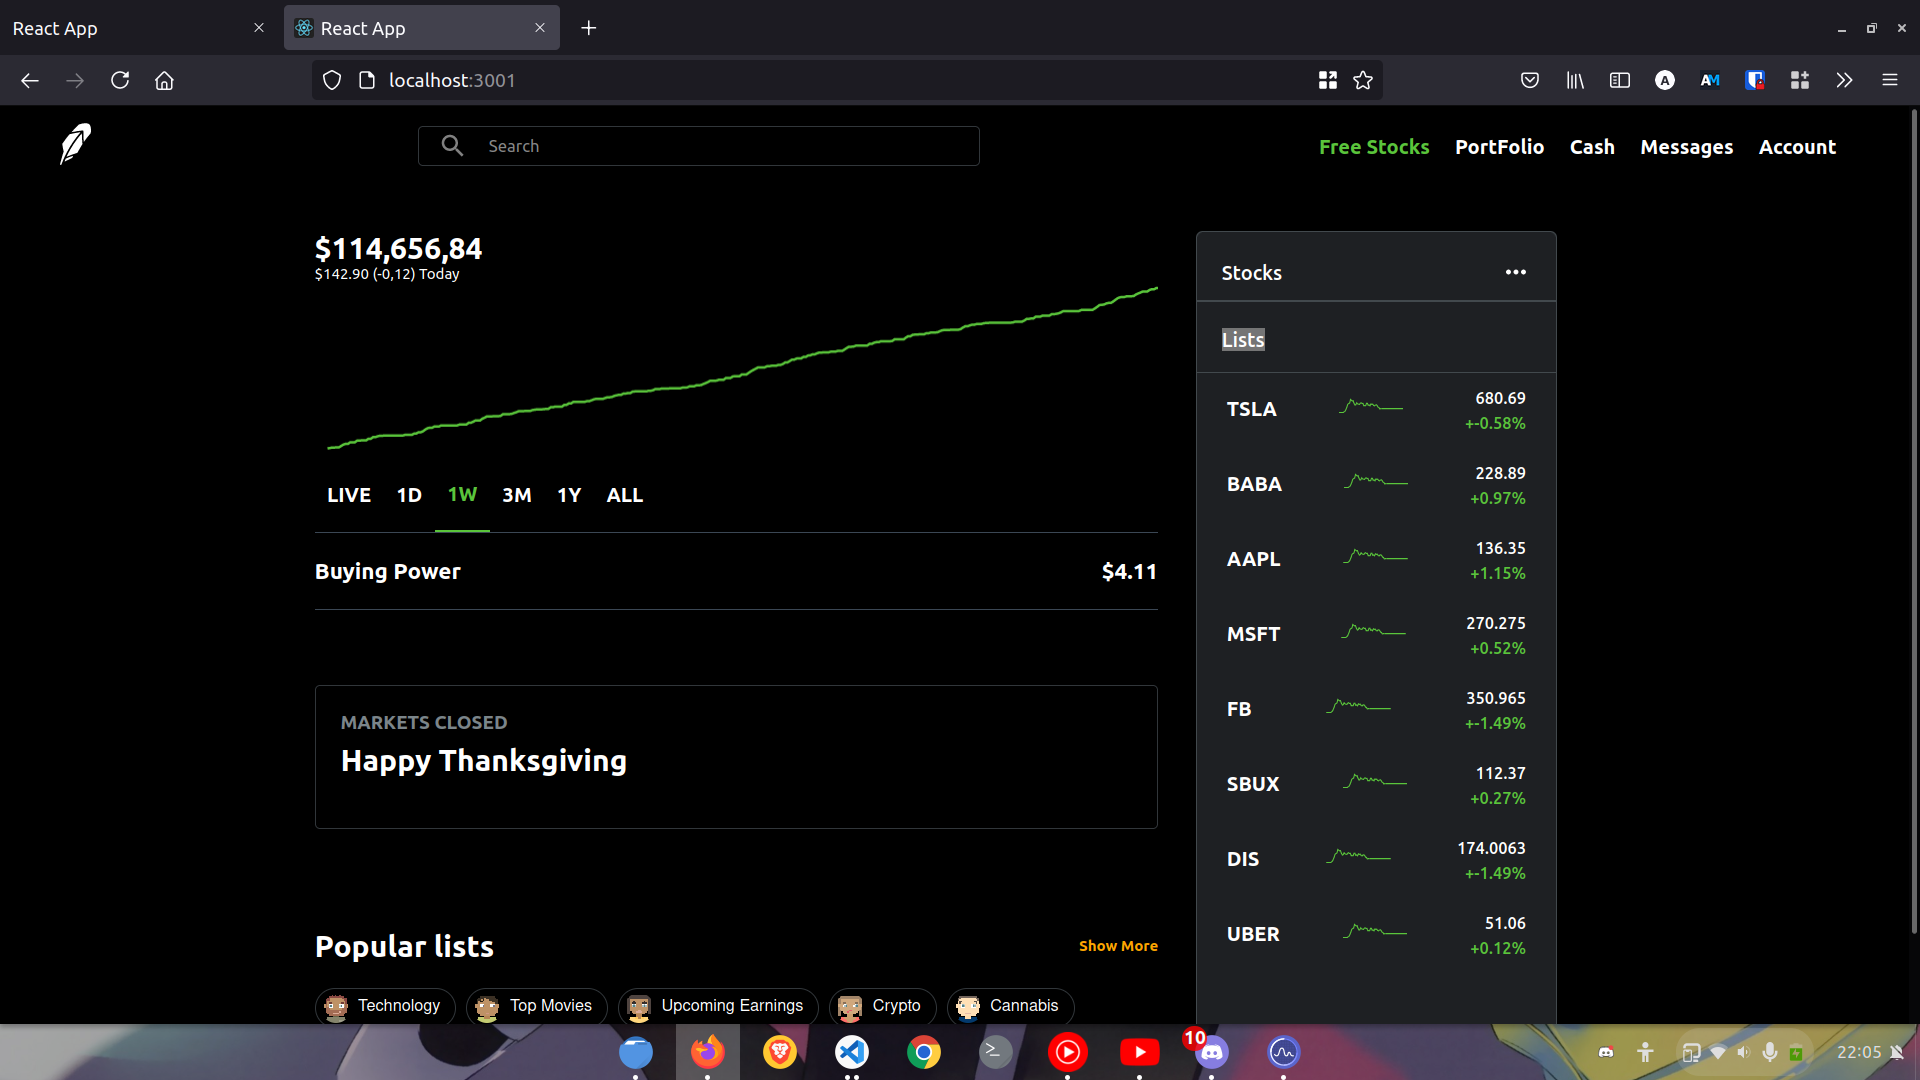 React App
React App
localhost:3001
A
AM
Search
Free Stocks
PortFolio
Cash
Messages
Account
$114,656,84
$142.90 (-0,12) Today
LIVE
1D
1W
3M
1Y
ALL
Buying Power
$4.11
MARKETS CLOSED
Happy Thanksgiving
Popular lists
Show More
Technology
Top Movies
Upcoming Earnings
Crypto
Cannabis
Stocks
Lists
TSLA
680.69
+-0.58%
BABA
228.89
+0.97%
AAPL
136.35
+1.15%
MSFT
270.275
+0.52%
FB
350.965
+-1.49%
SBUX
112.37
+0.27%
DIS
174.0063
+-1.49%
UBER
51.06
+0.12%
10
22:05